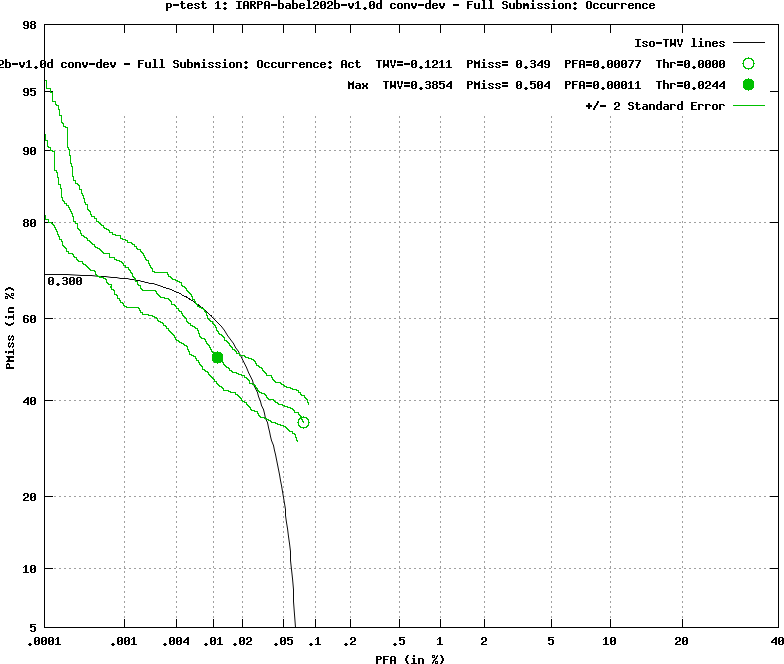 p-test 1: IARPA-babel202b-v1.0d conv-dev - Full Submission: Occurrence
Iso-TWV lines
2b-v1.0d conv-dev - Full Submission: Occurrence: Act TWV=-0.1211 PMiss= 0.349 PFA=0.00077 Thr=0.0000
Max TWV=0.3854 PMiss= 0.504 PFA=0.00011 Thr=0.0244
+/- 2 Standard Error
98
95
90
80
60
40
20
10
5
PMiss (in %)
0.300
.0001 .001 .004 .01 .02 .05 .1 .2 .5 1 2 5 10 20 40
PFA (in %)